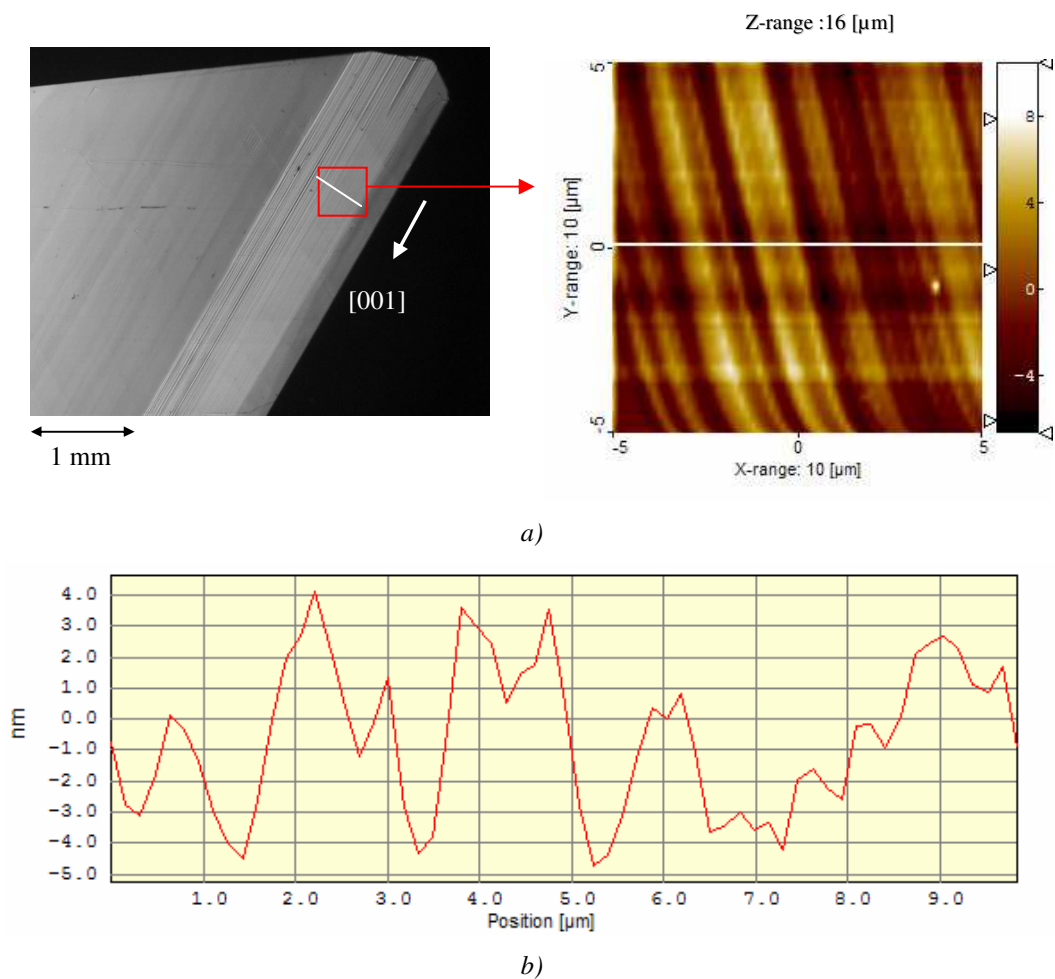 Z-range :16 [µm]
[001]
1 mm
Y-range: 10 [µm]
5
0
-5
8
4
0
-4
-5
0
5
X-range: 10 [µm]
a)
nm
4.0
3.0
2.0
1.0
0.0
-1.0
-2.0
-3.0
-4.0
-5.0
1.0 2.0 3.0 4.0 5.0 6.0 7.0 8.0 9.0
Position [µm]
b)